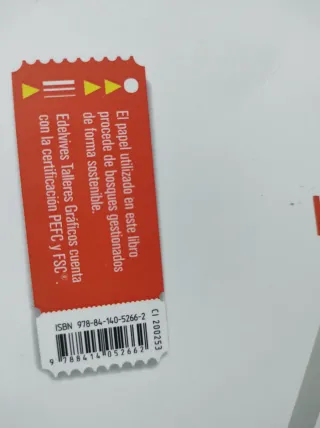 El papel utilizado en este libro
procede de bosques gestionados
de forma sostenible.
Edelvives Talleres Gráficos cuenta
con la certificación PEFC y FSC®.
ISBN 978-84-140-5266-2
CI 200253
9 788414 052662